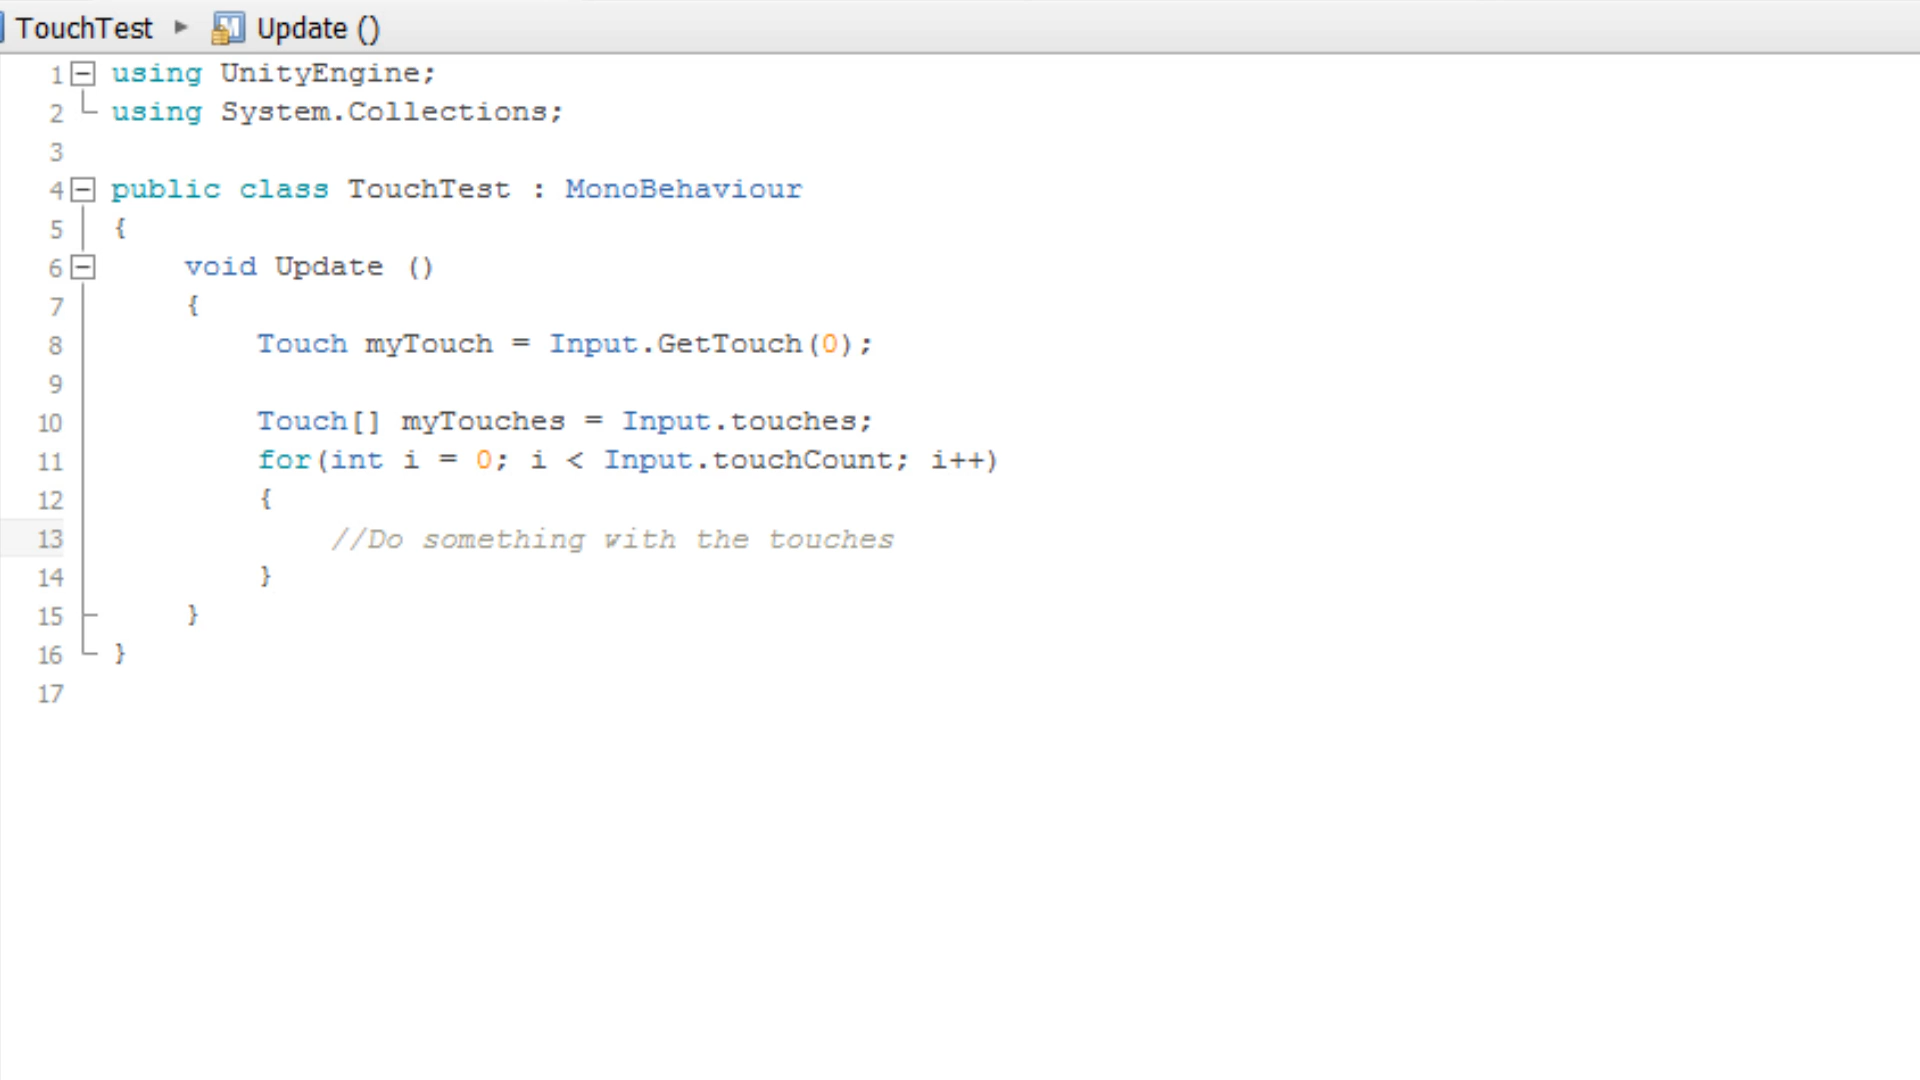 TouchTest ▸ Update ()
1 using UnityEngine;
2 using System.Collections;
3
4 public class TouchTest : MonoBehaviour
5 {
6 void Update ()
7 {
8 Touch myTouch = Input.GetTouch(0);
9
10 Touch[] myTouches = Input.touches;
11 for(int i = 0; i < Input.touchCount; i++)
12 {
13 //Do something with the touches
14 }
15 }
16 }
17